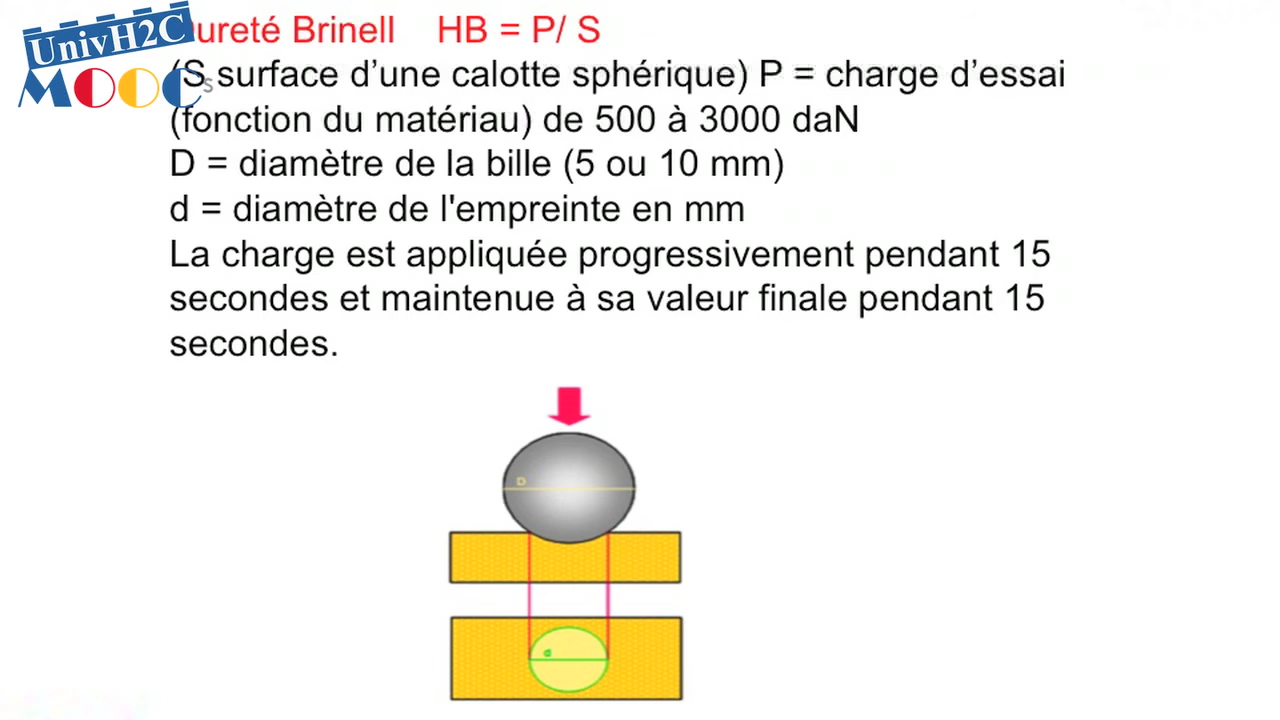 UnivH2C
MOOC
ureté Brinell HB = P/ S
(S surface d’une calotte sphérique) P = charge d’essai
(fonction du matériau) de 500 à 3000 daN
D = diamètre de la bille (5 ou 10 mm)
d = diamètre de l'empreinte en mm
La charge est appliquée progressivement pendant 15
secondes et maintenue à sa valeur finale pendant 15
secondes.
D
d